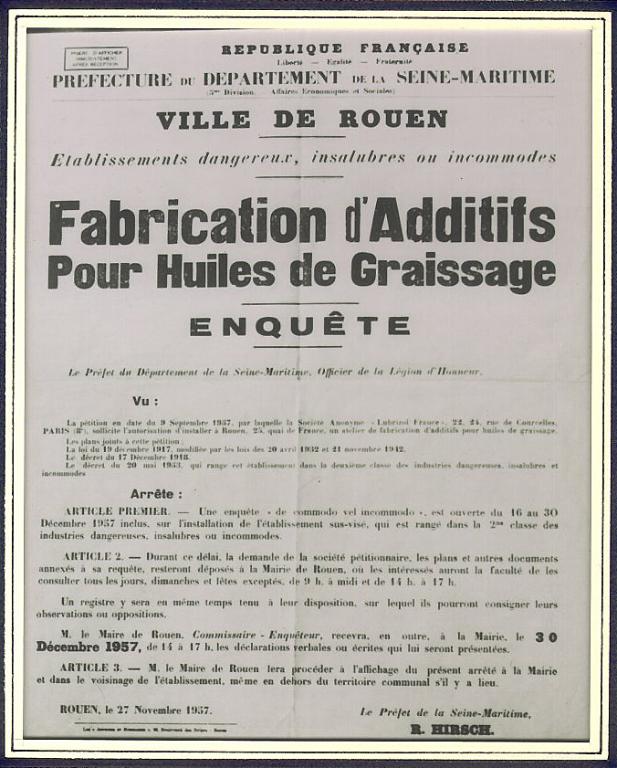 PRIERE D'AFFICHER
IMMEDIATEMENT
APRES RECEPTION
REPUBLIQUE FRANÇAISE
Liberté — Egalité — Fraternité
PREFECTURE DU DEPARTEMENT DE LA SEINE-MARITIME
(3me Division. Affaires Economiques et Sociales)
VILLE DE ROUEN
Etablissements dangereux, insalubres ou incommodes
Fabrication d'Additifs
Pour Huiles de Graissage
ENQUÊTE
Le Préfet du Département de la Seine-Maritime, Officier de la Légion d'Honneur,
Vu :
La pétition en date du 9 Septembre 1957, par laquelle la Société Anonyme « Lubrizol France », 22, 24, rue de Courcelles,
PARIS (8e), sollicite l'autorisation d'installer à Rouen, 25, quai de France, un atelier de fabrication d'additifs pour huiles de graissage.
Les plans joints à cette pétition ;
La loi du 19 décembre 1917, modifiée par les lois des 20 avril 1932 et 21 novembre 1942.
Le décret du 17 Décembre 1918.
Le décret du 20 mai 1953, qui range cet établissement dans la deuxième classe des industries dangereuses, insalubres et
incommodes
Arrête :
ARTICLE PREMIER. — Une enquête « de commodo vel incommodo », est ouverte du 16 au 30
Décembre 1957 inclus, sur l'installation de l'établissement sus-visé, qui est rangé dans la 2me classe des
industries dangereuses, insalubres ou incommodes.
ARTICLE 2. — Durant ce délai, la demande de la société pétitionnaire, les plans et autres documents
annexés à sa requête, resteront déposés à la Mairie de Rouen, où les intéressés auront la faculté de les
consulter tous les jours, dimanches et fêtes exceptés, de 9 h. à midi et de 14 h. à 17 h.
Un registre y sera en même temps tenu à leur disposition, sur lequel ils pourront consigner leurs
observations ou oppositions.
M. le Maire de Rouen, Commissaire - Enquêteur, recevra, en outre, à la Mairie, le 30
Décembre 1957, de 14 à 17 h. les déclarations verbales ou écrites qui lui seront présentées.
ARTICLE 3. — M. le Maire de Rouen fera procéder à l'affichage du présent arrêté à la Mairie
et dans le voisinage de l'établissement, même en dehors du territoire communal s'il y a lieu.
ROUEN, le 27 Novembre 1957.
Le Préfet de la Seine-Maritime,
R. HIRSCH.